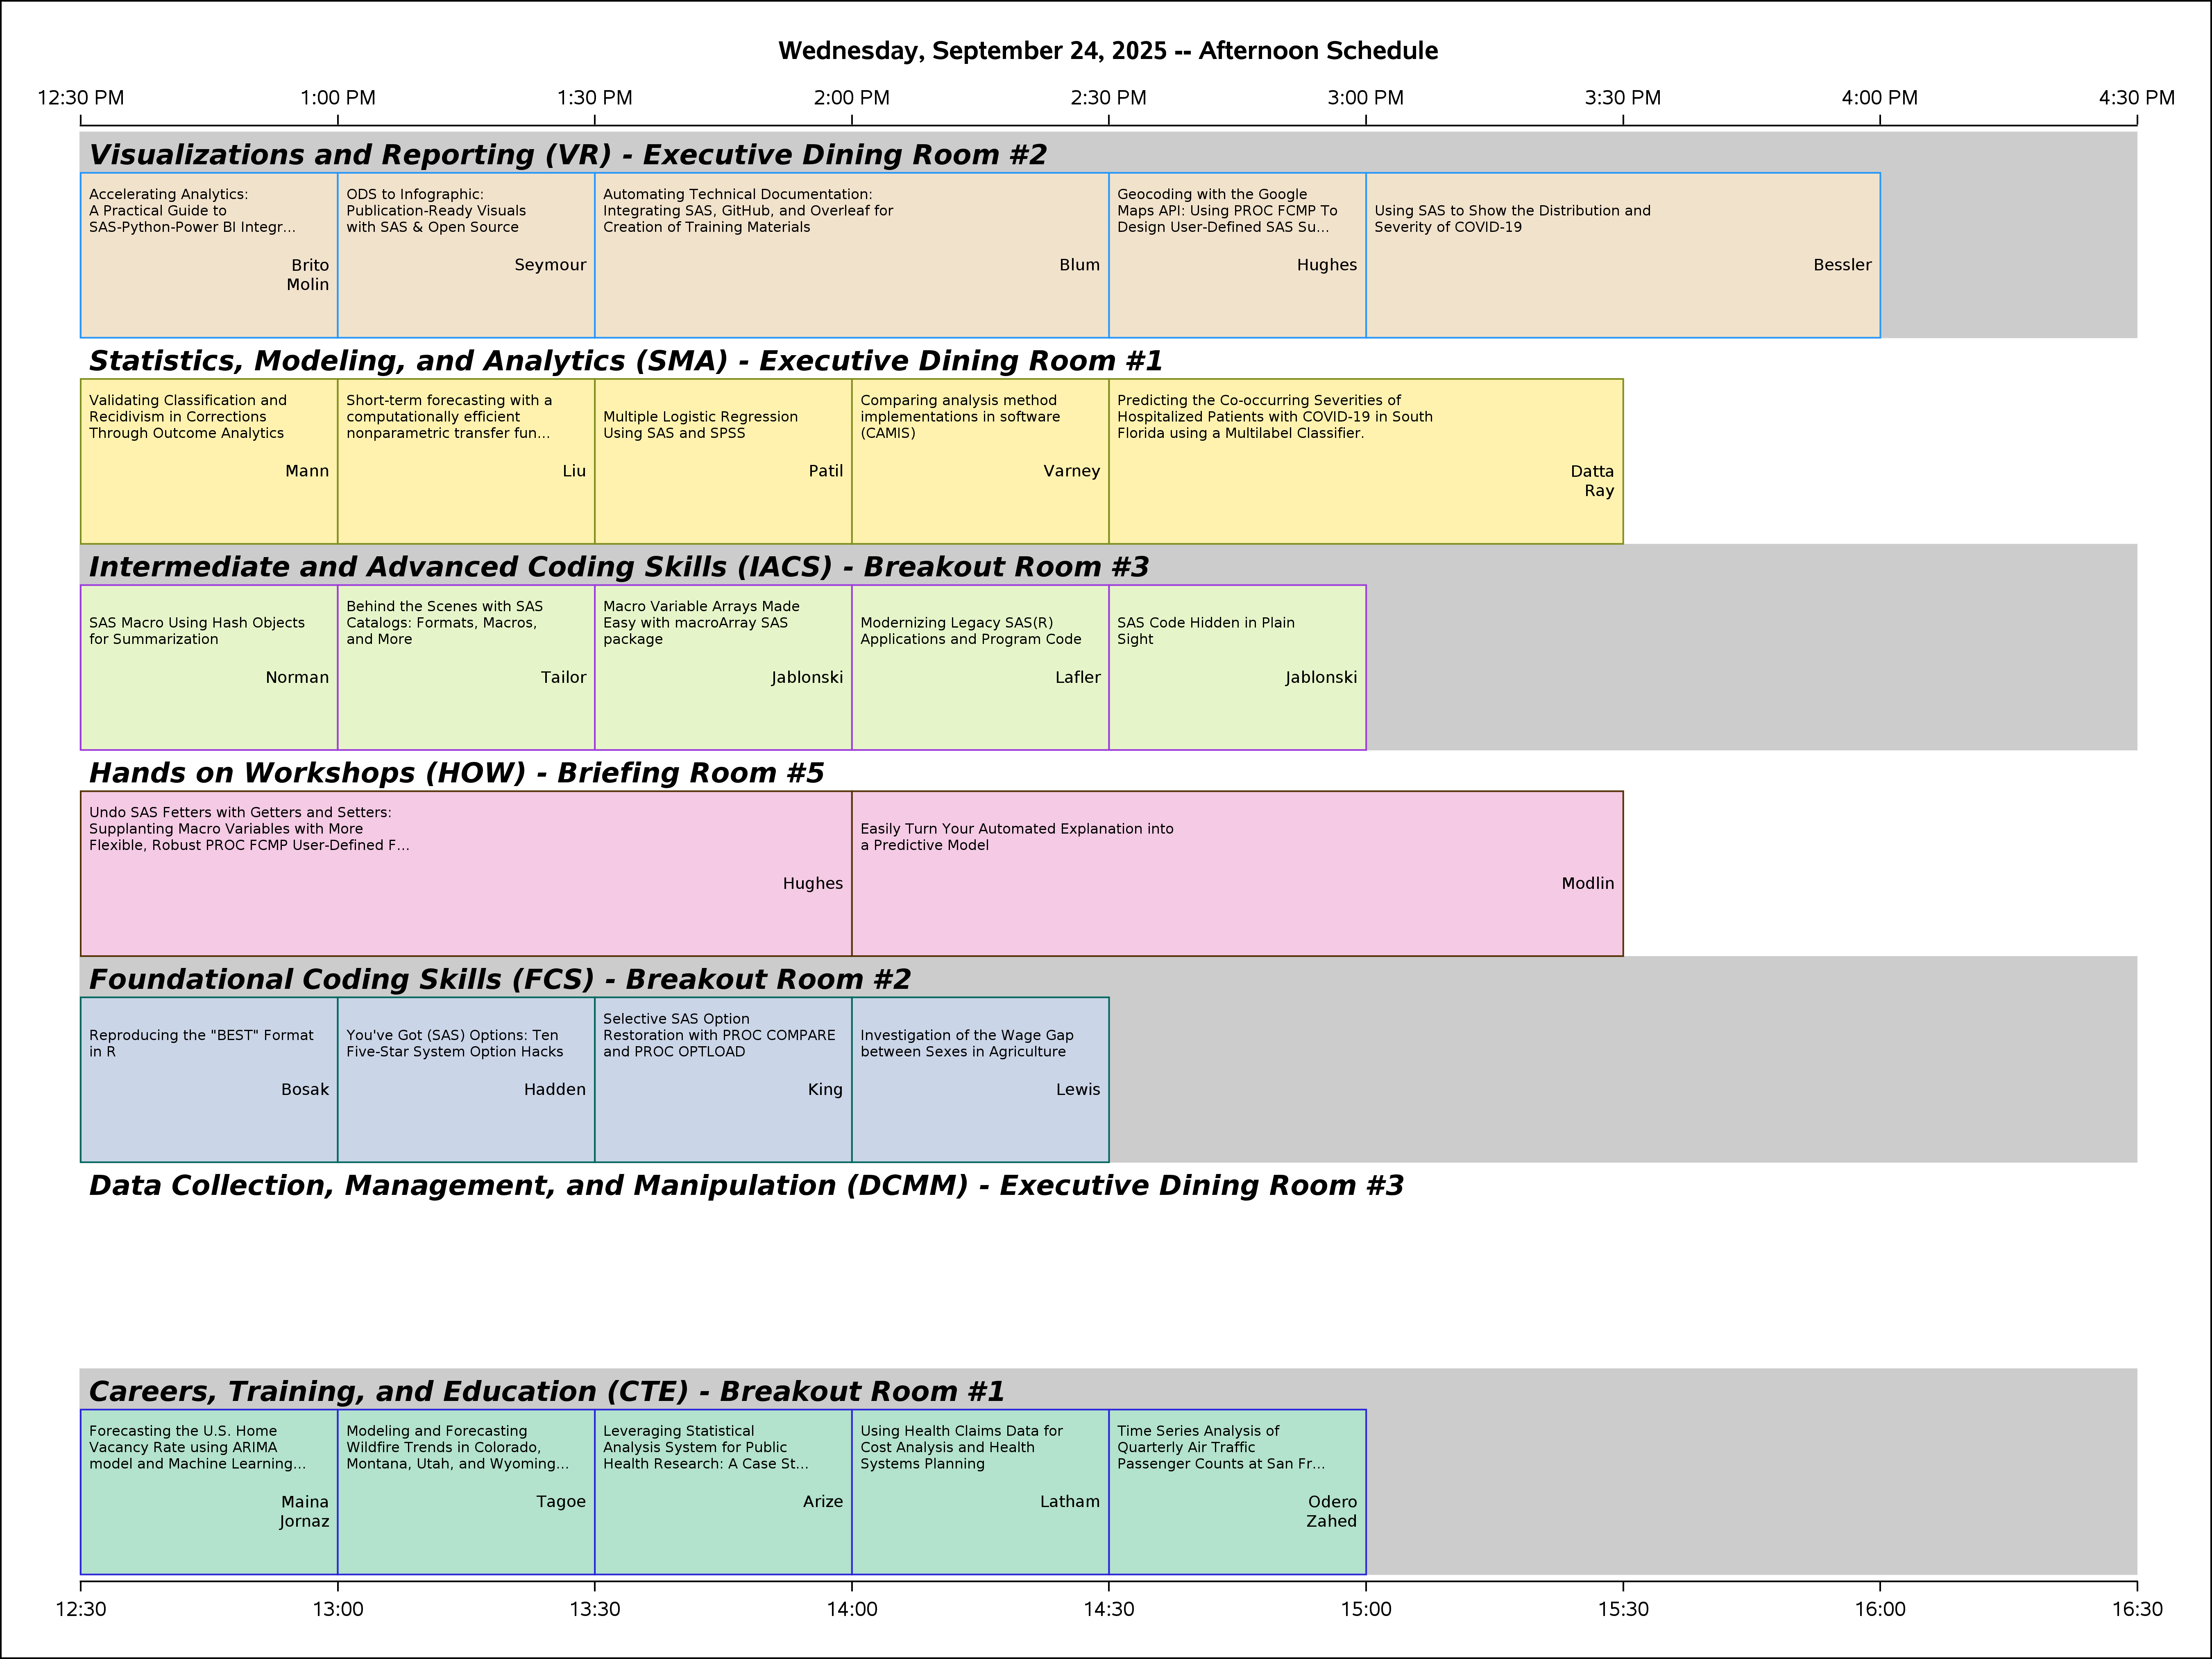 Wednesday, September 24, 2025 -- Afternoon Schedule
12:30 PM 1:00 PM 1:30 PM 2:00 PM 2:30 PM 3:00 PM 3:30 PM 4:00 PM 4:30 PM
Visualizations and Reporting (VR) - Executive Dining Room #2
Accelerating Analytics:
A Practical Guide to
SAS-Python-Power BI Integr...
Brito
Molin
ODS to Infographic:
Publication-Ready Visuals
with SAS & Open Source
Seymour
Automating Technical Documentation:
Integrating SAS, GitHub, and Overleaf for
Creation of Training Materials
Blum
Geocoding with the Google
Maps API: Using PROC FCMP To
Design User-Defined SAS Su...
Hughes
Using SAS to Show the Distribution and
Severity of COVID-19
Bessler
Statistics, Modeling, and Analytics (SMA) - Executive Dining Room #1
Validating Classification and
Recidivism in Corrections
Through Outcome Analytics
Mann
Short-term forecasting with a
computationally efficient
nonparametric transfer fun...
Liu
Multiple Logistic Regression
Using SAS and SPSS
Patil
Comparing analysis method
implementations in software
(CAMIS)
Varney
Predicting the Co-occurring Severities of
Hospitalized Patients with COVID-19 in South
Florida using a Multilabel Classifier.
Datta
Ray
Intermediate and Advanced Coding Skills (IACS) - Breakout Room #3
SAS Macro Using Hash Objects
for Summarization
Norman
Behind the Scenes with SAS
Catalogs: Formats, Macros,
and More
Tailor
Macro Variable Arrays Made
Easy with macroArray SAS
package
Jablonski
Modernizing Legacy SAS(R)
Applications and Program Code
Lafler
SAS Code Hidden in Plain
Sight
Jablonski
Hands on Workshops (HOW) - Briefing Room #5
Undo SAS Fetters with Getters and Setters:
Supplanting Macro Variables with More
Flexible, Robust PROC FCMP User-Defined F...
Hughes
Easily Turn Your Automated Explanation into
a Predictive Model
Modlin
Foundational Coding Skills (FCS) - Breakout Room #2
Reproducing the "BEST" Format
in R
Bosak
You've Got (SAS) Options: Ten
Five-Star System Option Hacks
Hadden
Selective SAS Option
Restoration with PROC COMPARE
and PROC OPTLOAD
King
Investigation of the Wage Gap
between Sexes in Agriculture
Lewis
Data Collection, Management, and Manipulation (DCMM) - Executive Dining Room #3
Careers, Training, and Education (CTE) - Breakout Room #1
Forecasting the U.S. Home
Vacancy Rate using ARIMA
model and Machine Learning...
Maina
Jornaz
Modeling and Forecasting
Wildfire Trends in Colorado,
Montana, Utah, and Wyoming...
Tagoe
Leveraging Statistical
Analysis System for Public
Health Research: A Case St...
Arize
Using Health Claims Data for
Cost Analysis and Health
Systems Planning
Latham
Time Series Analysis of
Quarterly Air Traffic
Passenger Counts at San Fr...
Odero
Zahed
12:30 13:00 13:30 14:00 14:30 15:00 15:30 16:00 16:30